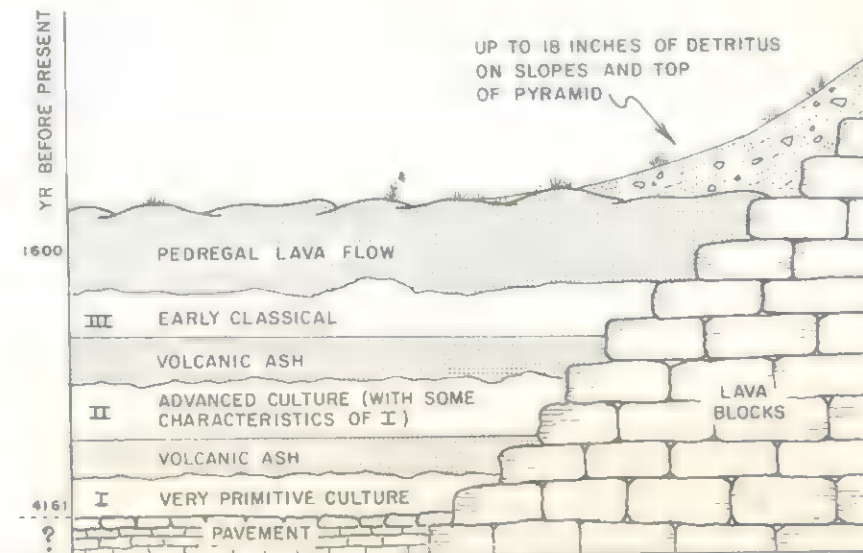 YR BEFORE PRESENT
UP TO 18 INCHES OF DETRITUS
ON SLOPES AND TOP
OF PYRAMID
1600
PEDREGAL LAVA FLOW
III EARLY CLASSICAL
VOLCANIC ASH
II ADVANCED CULTURE (WITH SOME
CHARACTERISTICS OF I)
LAVA
BLOCKS
VOLCANIC ASH
4161 I VERY PRIMITIVE CULTURE
? PAVEMENT